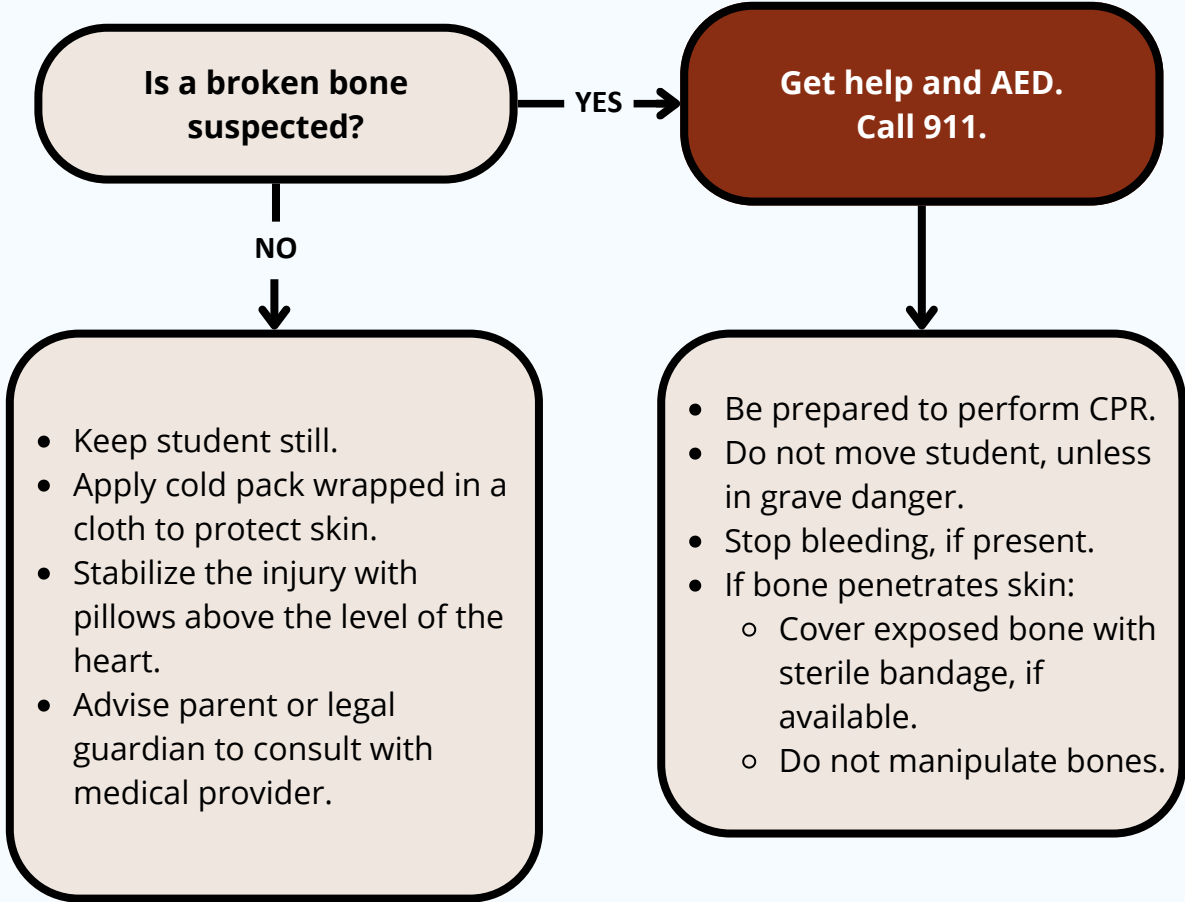 Is a broken bone
suspected?
YES
Get help and AED.
Call 911.
NO
• Keep student still.
• Apply cold pack wrapped in a
cloth to protect skin.
• Stabilize the injury with
pillows above the level of the
heart.
• Advise parent or legal
guardian to consult with
medical provider.
• Be prepared to perform CPR.
• Do not move student, unless
in grave danger.
• Stop bleeding, if present.
• If bone penetrates skin:
◦ Cover exposed bone with
sterile bandage, if
available.
◦ Do not manipulate bones.